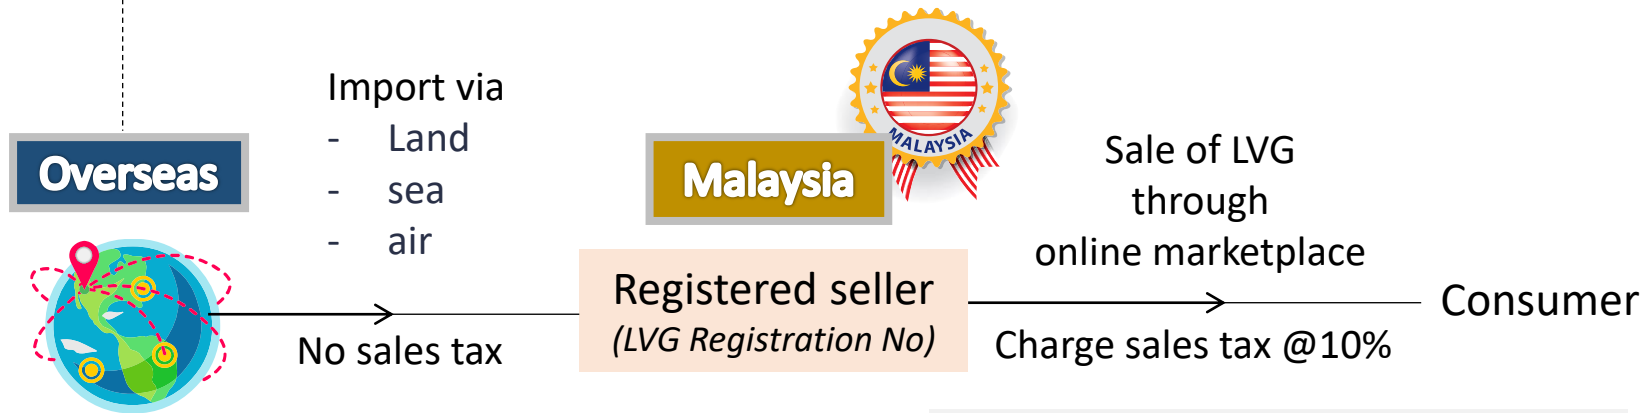 Overseas
Import via
- Land
- sea
- air
No sales tax
MALAYSIA
Malaysia
Registered seller
(LVG Registration No)
Sale of LVG
through
online marketplace
Charge sales tax @10%
Consumer